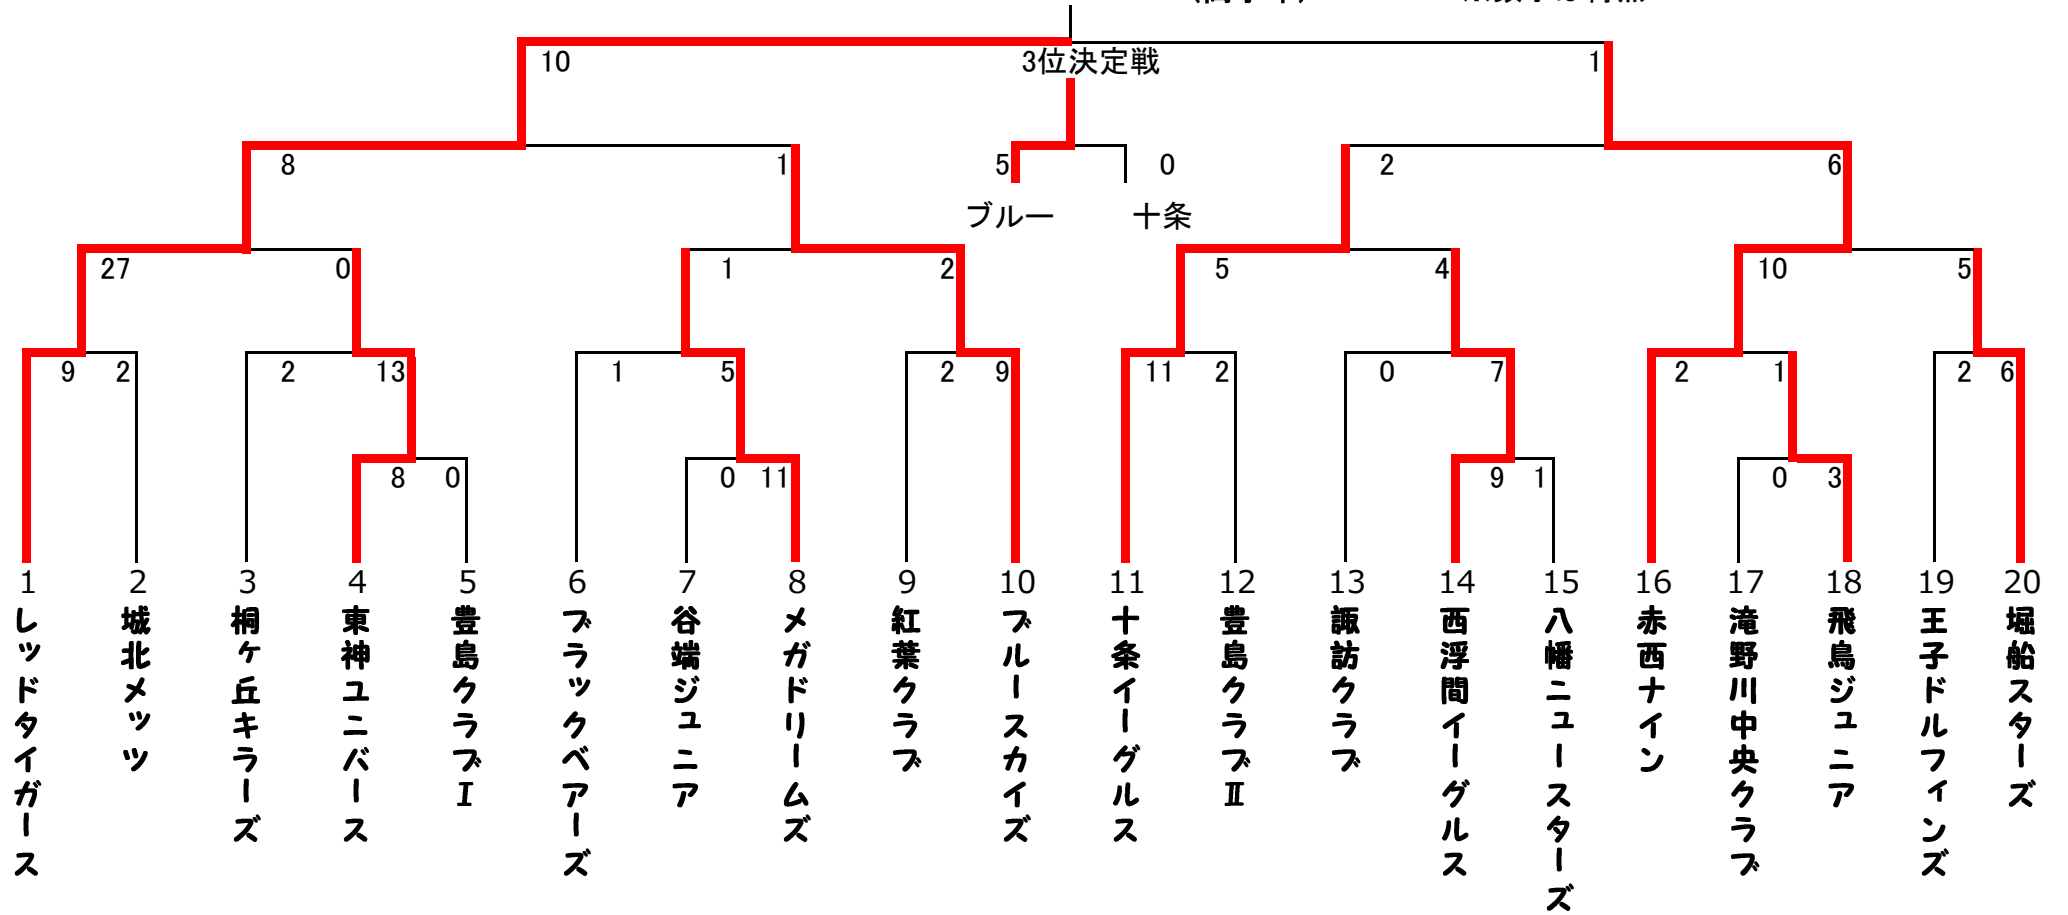 10 3位決定戦 1
8 1 5 0 2 6
ブルー 十条
27 0 1 2 5 4 10 5
9 2 2 13 1 5 2 9 11 2 0 7 2 1 2 6
8 0 0 11 9 1 0 3
1 2 3 4 5 6 7 8 9 10 11 12 13 14 15 16 17 18 19 20
レッドタイガース
城北メッツ
桐ヶ丘キラーズ
東神ユニバース
豊島クラブⅠ
ブラックベアーズ
谷端ジュニア
メガドリームズ
紅葉クラブ
ブルースカイズ
十条イーグルス
豊島クラブⅡ
諏訪クラブ
西浮間イーグルス
八幡ニュースターズ
赤西ナイン
滝野川中央クラブ
飛鳥ジュニア
王子ドルフィンズ
堀船スターズ